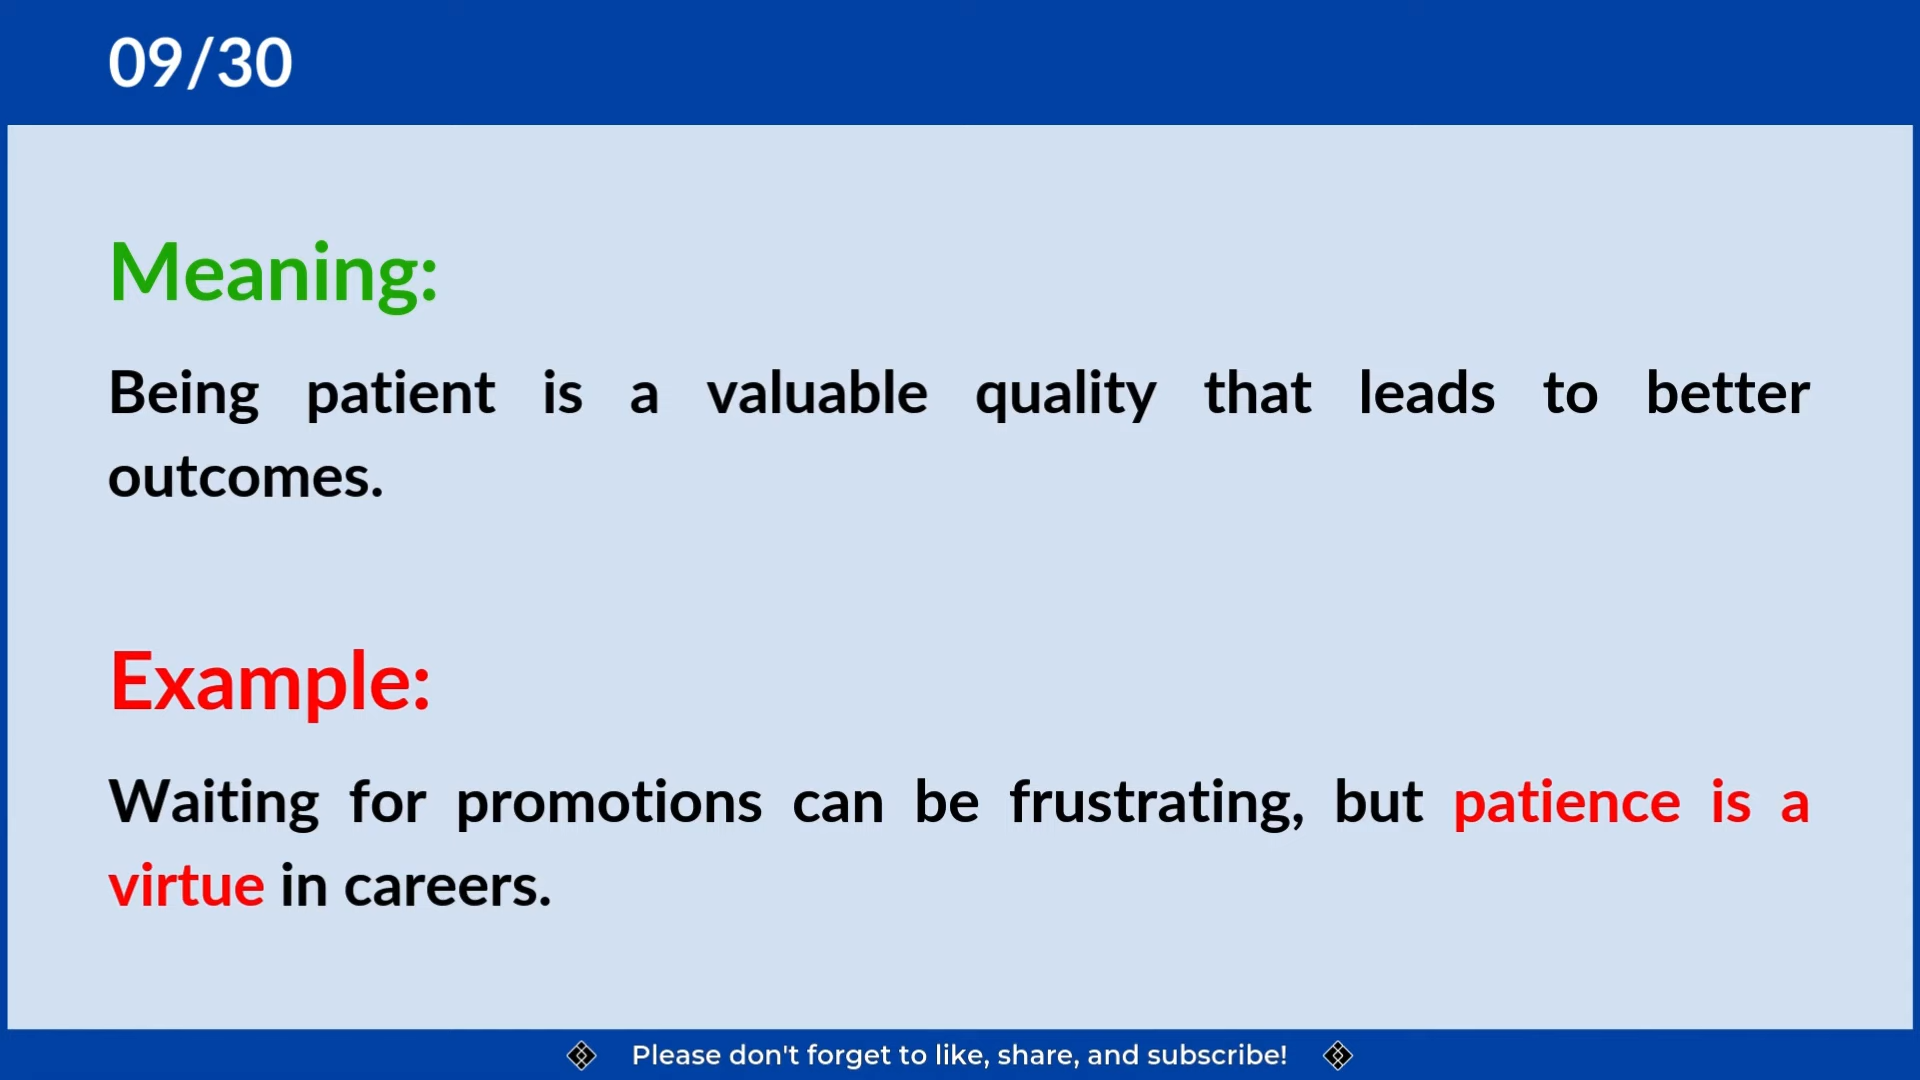 09/30
Meaning:
Being patient is a valuable quality that leads to better
outcomes.
Example:
Waiting for promotions can be frustrating, but patience is a
virtue in careers.
Please don't forget to like, share, and subscribe!